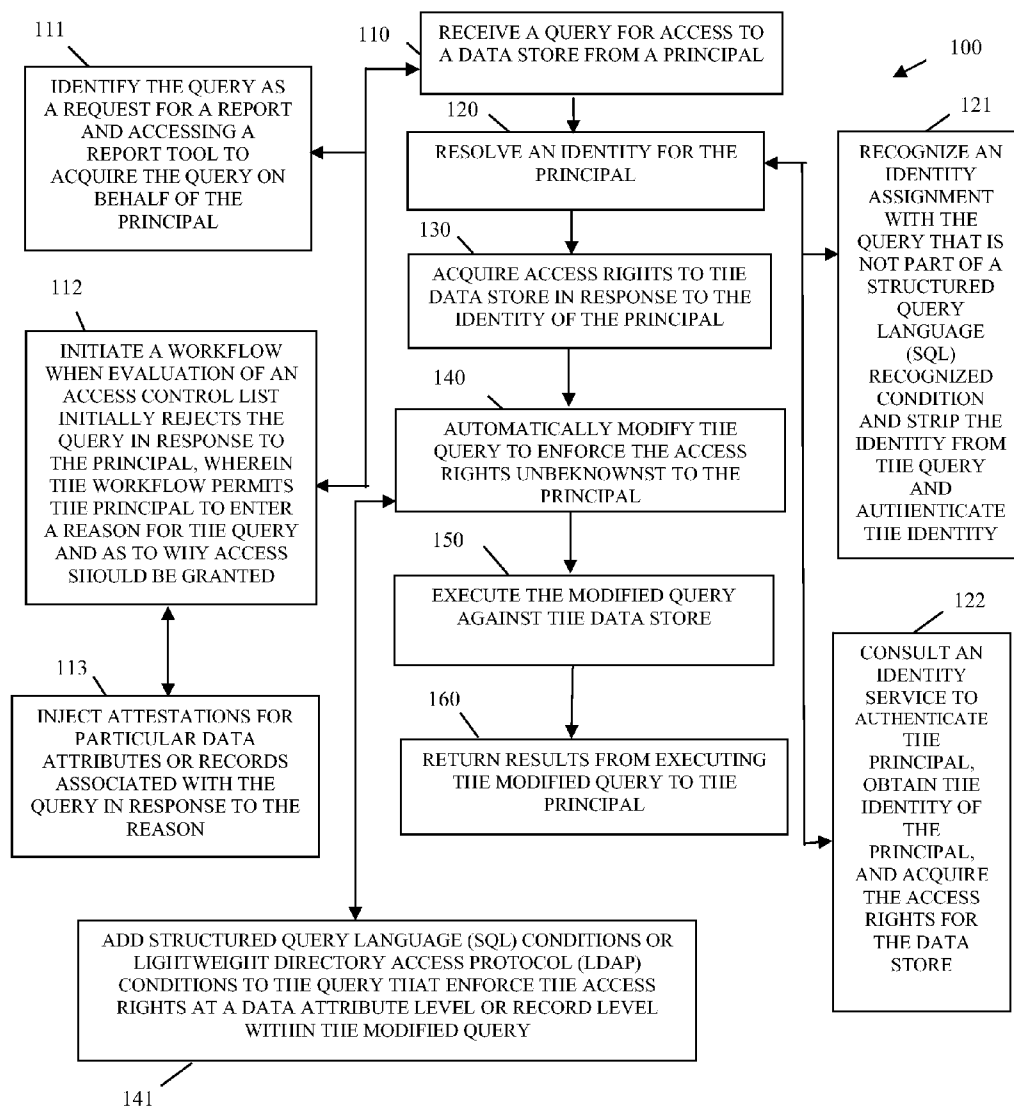 110
RECEIVE A QUERY FOR ACCESS TO
A DATA STORE FROM A PRINCIPAL
100
111
IDENTIFY THE QUERY AS
A REQUEST FOR A REPORT
AND ACCESSING A
REPORT TOOL TO
ACQUIRE THE QUERY ON
BEHALF OF THE
PRINCIPAL
120
RESOLVE AN IDENTITY FOR THE
PRINCIPAL
121
RECOGNIZE AN
IDENTITY
ASSIGNMENT
WITH THE
QUERY THAT IS
NOT PART OF A
STRUCTURED
QUERY
LANGUAGE
(SQL)
RECOGNIZED
CONDITION
AND STRIP THE
IDENTITY FROM
THE QUERY
AND
AUTHENTICATE
THE IDENTITY
130
ACQUIRE ACCESS RIGHTS TO THE
DATA STORE IN RESPONSE TO THE
IDENTITY OF THE PRINCIPAL
112
INITIATE A WORKFLOW
WHEN EVALUATION OF AN
ACCESS CONTROL LIST
INITIALLY REJECTS THE
QUERY IN RESPONSE TO
THE PRINCIPAL, WHEREIN
THE WORKFLOW PERMITS
THE PRINCIPAL TO ENTER
A REASON FOR THE QUERY
AND AS TO WHY ACCESS
SHOULD BE GRANTED
140
AUTOMATICALLY MODIFY THE
QUERY TO ENFORCE THE ACCESS
RIGHTS UNBEKNOWNST TO THE
PRINCIPAL
150
EXECUTE THE MODIFIED QUERY
AGAINST THE DATA STORE
122
CONSULT AN
IDENTITY
SERVICE TO
AUTHENTICATE
THE
PRINCIPAL,
OBTAIN THE
IDENTITY OF
THE
PRINCIPAL,
AND ACQUIRE
THE ACCESS
RIGHTS FOR
THE DATA
STORE
113
INJECT ATTESTATIONS FOR
PARTICULAR DATA
ATTRIBUTES OR RECORDS
ASSOCIATED WITH THE
QUERY IN RESPONSE TO THE
REASON
160
RETURN RESULTS FROM EXECUTING
THE MODIFIED QUERY TO THE
PRINCIPAL
ADD STRUCTURED QUERY LANGUAGE (SQL) CONDITIONS OR
LIGHTWEIGHT DIRECTORY ACCESS PROTOCOL (LDAP)
CONDITIONS TO THE QUERY THAT ENFORCE THE ACCESS
RIGHTS AT A DATA ATTRIBUTE LEVEL OR RECORD LEVEL
WITHIN THE MODIFIED QUERY
141